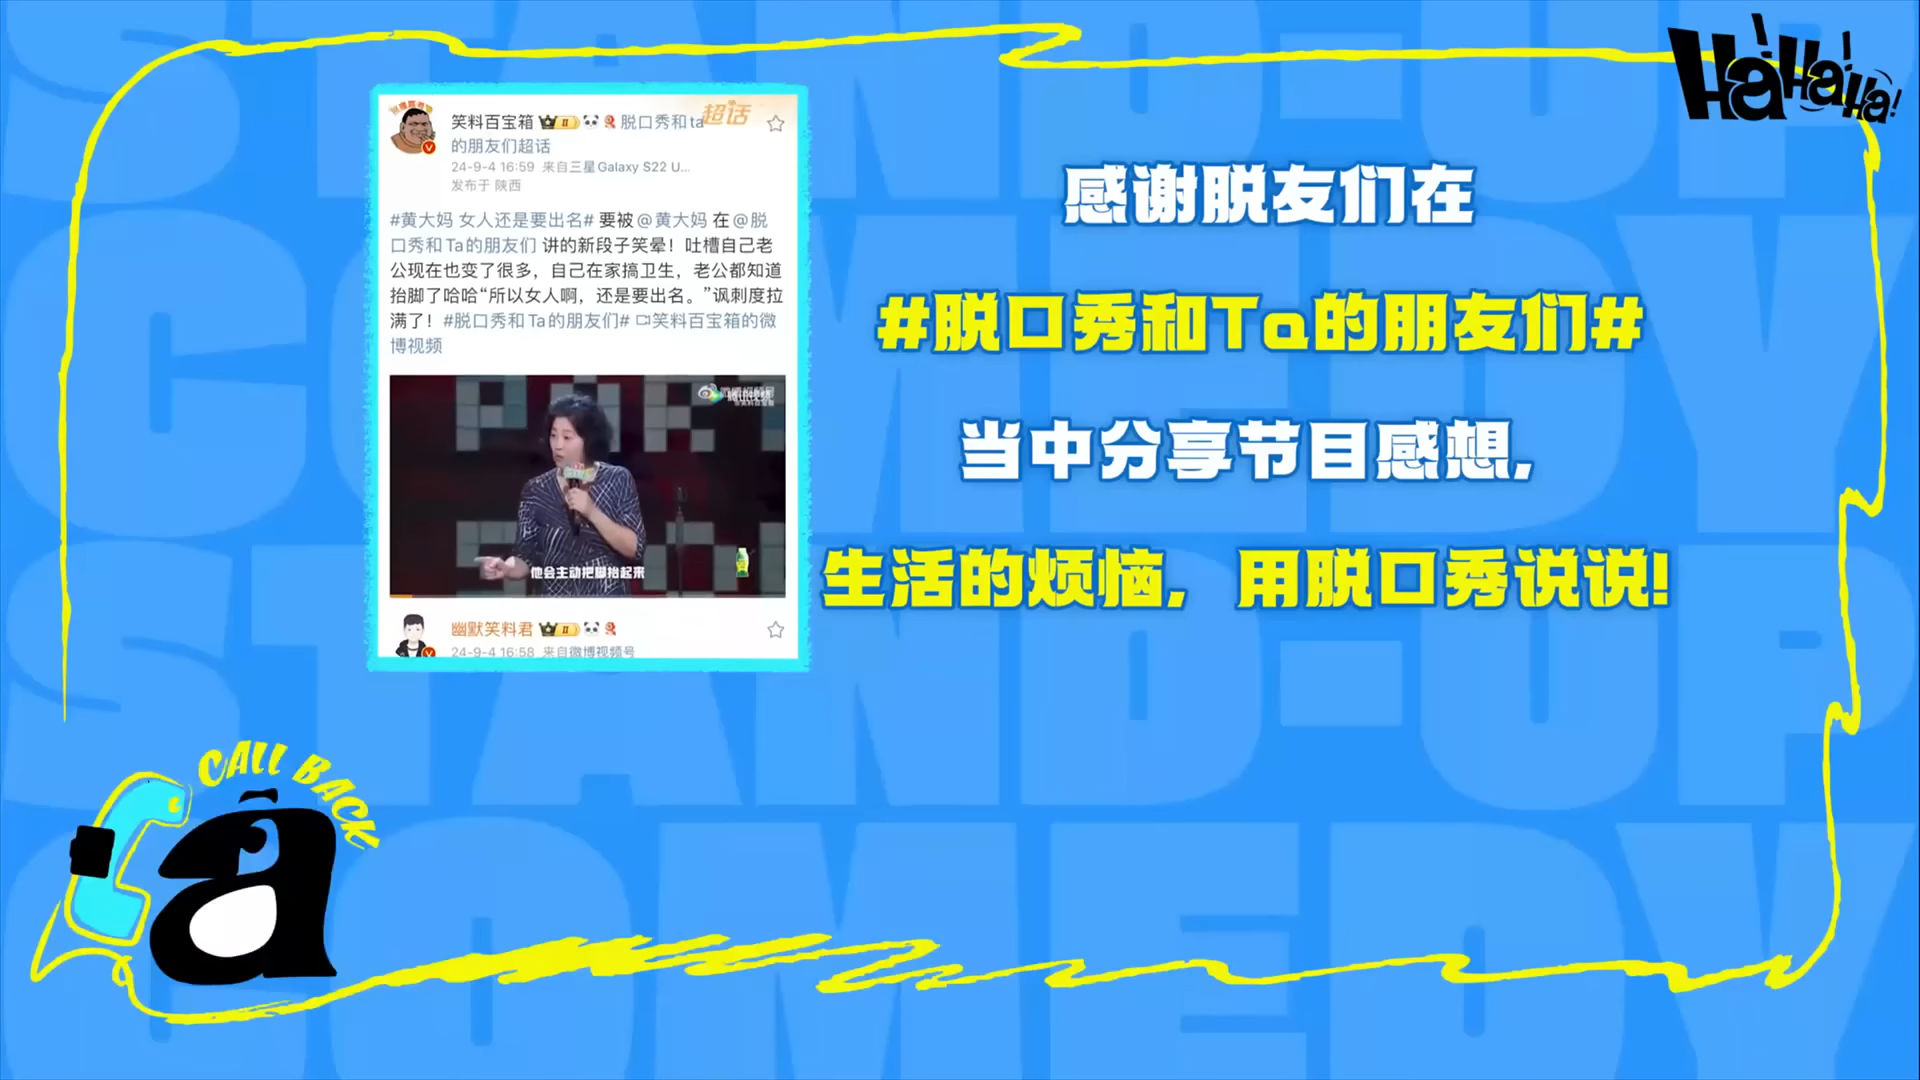 HaHaHa!
笑料百宝箱 II 脱口秀和ta
的朋友们超话
超话
24-9-4 16:59 来自三星Galaxy S22 U...
发布于 陕西
#黄大妈 女人还是要出名# 要被@黄大妈 在@脱
口秀和Ta的朋友们 讲的新段子笑晕！吐槽自己老
公现在也变了很多，自己在家搞卫生，老公都知道
抬脚了哈哈“所以女人啊，还是要出名。”讽刺度拉
满了！#脱口秀和Ta的朋友们# 笑料百宝箱的微
博视频
他会主动把脚抬起来
幽默笑料君 II
24-9-4 16:58 来自微博视频号
感谢脱友们在
#脱口秀和Ta的朋友们#
当中分享节目感想,
生活的烦恼, 用脱口秀说说!
CALL BACK
a
STAND-UP
COMEDY
STAND-UP
COMEDY